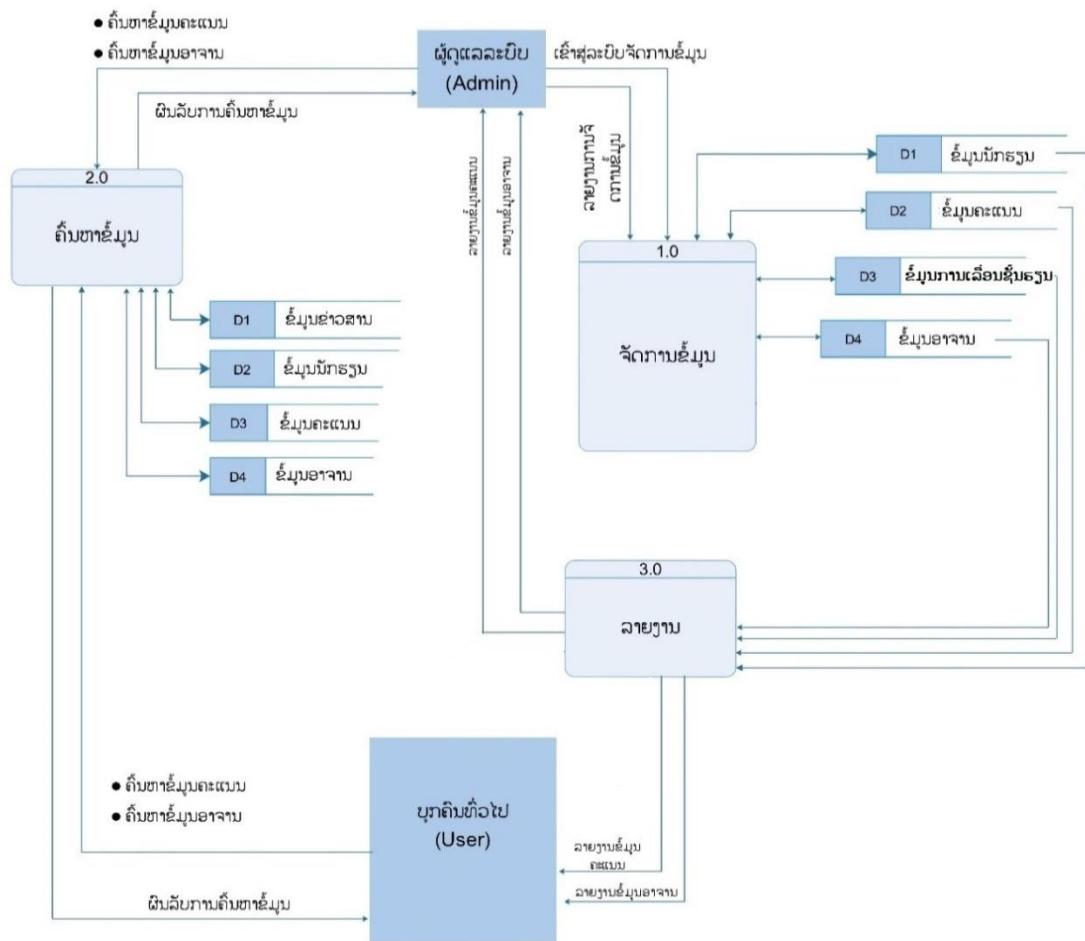 ● ຄົ້ນຫາຂໍ້ມູນຄະແນນ
● ຄົ້ນຫາຂໍ້ມູນອາຈານ
ຜູ້ດູແລລະບົບ
(Admin)
ເຂົ້າສູ່ລະບົບຈັດການຂໍ້ມູນ
ຜົນລັບການຄົ້ນຫາຂໍ້ມູນ
ລາຍງານຂໍ້ມູນຄະແນນ
ລາຍງານຂໍ້ມູນອາຈານ
ລາຍງານການຈັ
ດການຂໍ້ມູນ
D1 ຂໍ້ມູນນັກຮຽນ
D2 ຂໍ້ມູນຄະແນນ
D3 ຂໍ້ມູນການເລື່ອນຊັ້ນຮຽນ
D4 ຂໍ້ມູນອາຈານ
2.0
ຄົ້ນຫາຂໍ້ມູນ
1.0
ຈັດການຂໍ້ມູນ
D1 ຂໍ້ມູນຂ່າວສານ
D2 ຂໍ້ມູນນັກຮຽນ
D3 ຂໍ້ມູນຄະແນນ
D4 ຂໍ້ມູນອາຈານ
3.0
ລາຍງານ
● ຄົ້ນຫາຂໍ້ມູນຄະແນນ
● ຄົ້ນຫາຂໍ້ມູນອາຈານ
ບຸກຄົນທົ່ວໄປ
(User)
ລາຍງານຂໍ້ມູນ
ຄະແນນ
ລາຍງານຂໍ້ມູນອາຈານ
ຜົນລັບການຄົ້ນຫາຂໍ້ມູນ